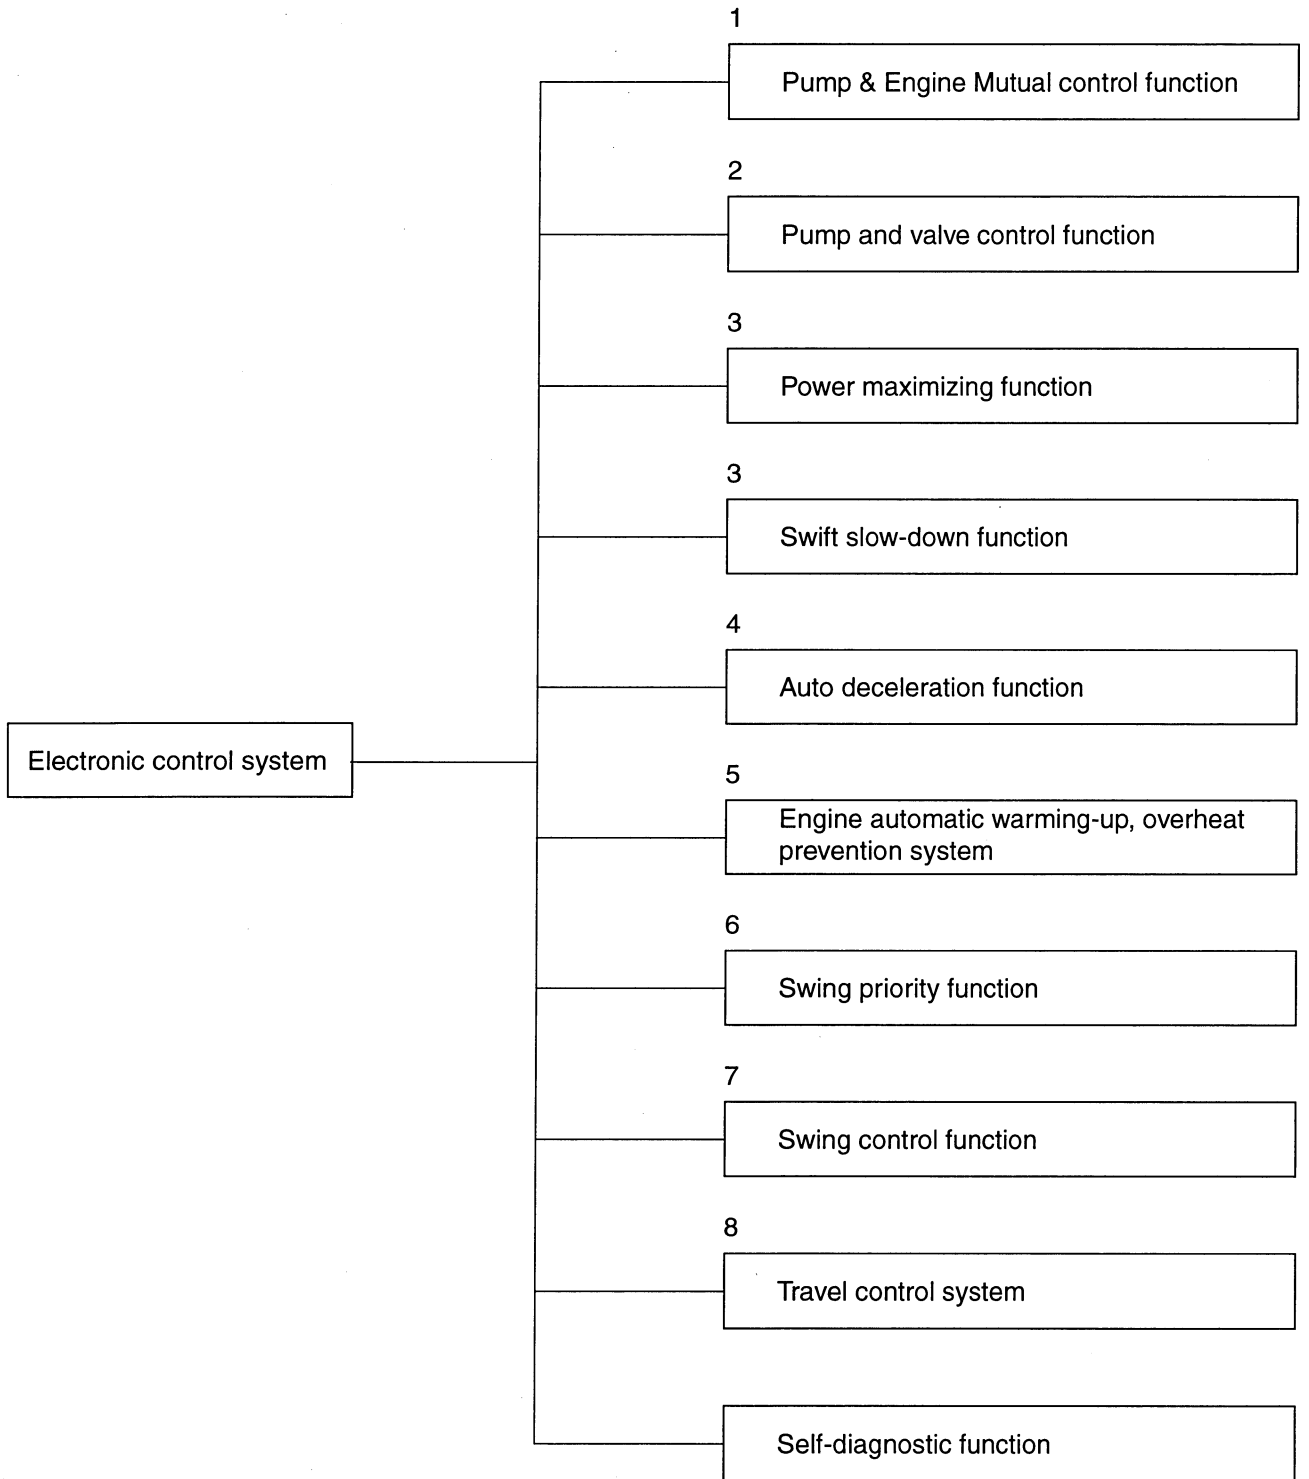 1
Pump & Engine Mutual control function
2
Pump and valve control function
3
Power maximizing function
3
Swift slow-down function
4
Auto deceleration function
Electronic control system
5
Engine automatic warming-up, overheat
prevention system
6
Swing priority function
7
Swing control function
8
Travel control system
Self-diagnostic function